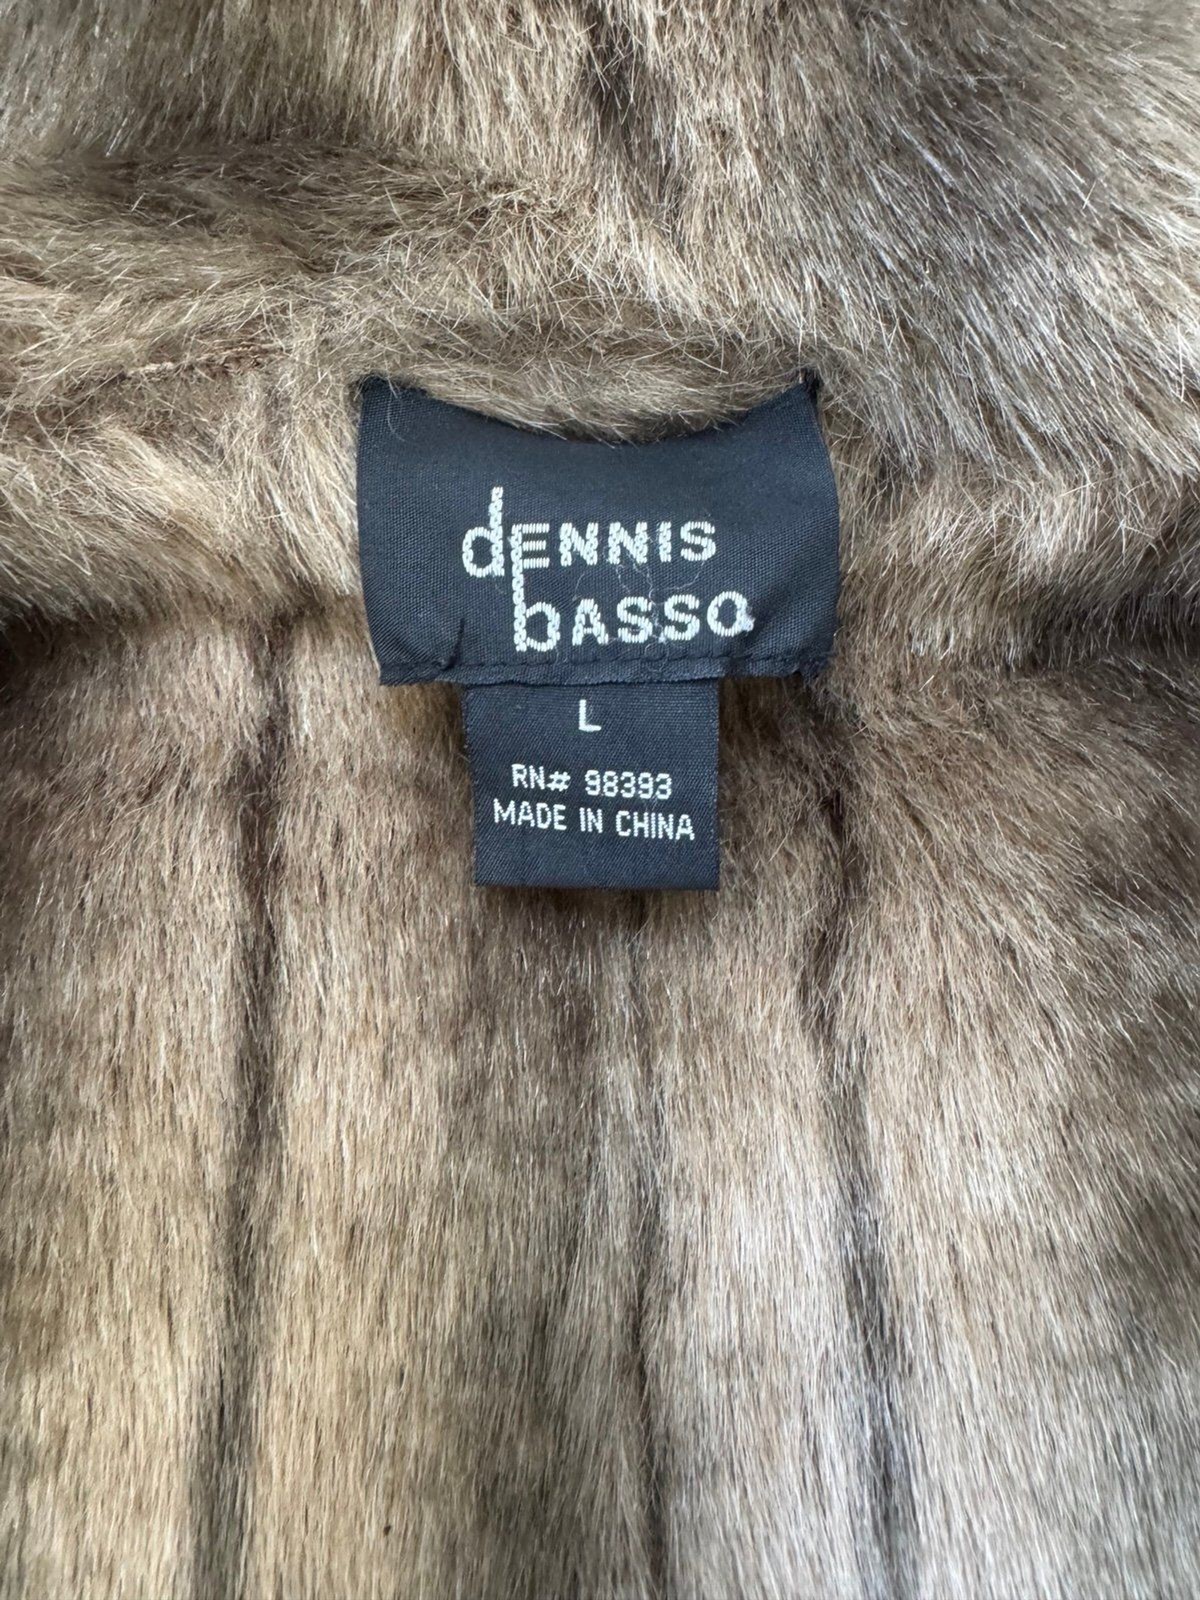 dENNIS
bASSO
L
RN# 98393
MADE IN CHINA